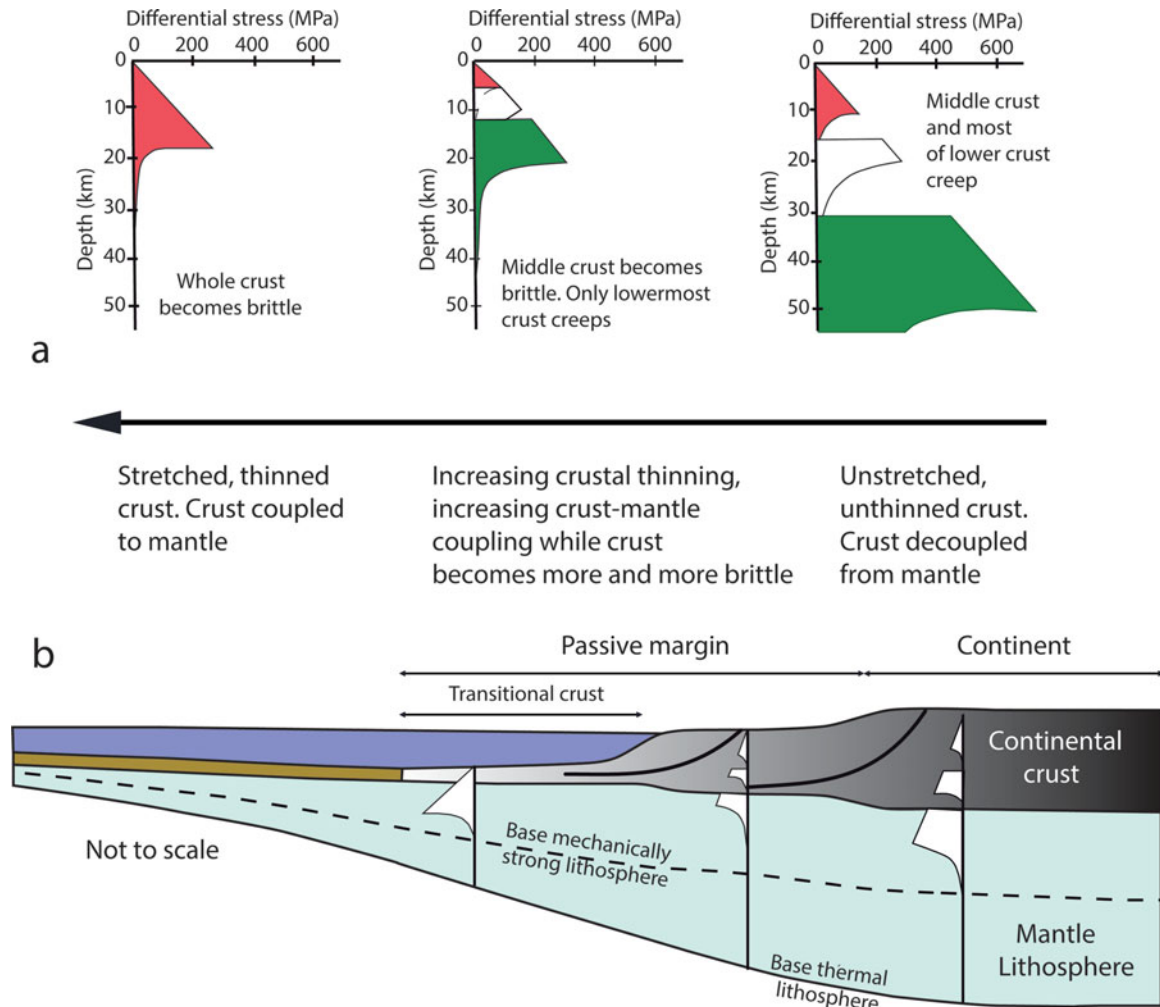 Differential stress (MPa)
0 200 400 600
0
10
20
30
40
50
Depth (km)
Whole crust
becomes brittle
Differential stress (MPa)
0 200 400 600
0
10
20
30
40
50
Depth (km)
Middle crust becomes
brittle. Only lowermost
crust creeps
Differential stress (MPa)
0 200 400 600
0
10
20
30
40
50
Depth (km)
Middle crust
and most
of lower crust
creep
a
Stretched, thinned
crust. Crust coupled
to mantle
Increasing crustal thinning,
increasing crust-mantle
coupling while crust
becomes more and more brittle
Unstretched,
unthinned crust.
Crust decoupled
from mantle
b
Passive margin
Continent
Transitional crust
Continental
crust
Not to scale
Base mechanically
strong lithosphere
Base thermal
lithosphere
Mantle
Lithosphere